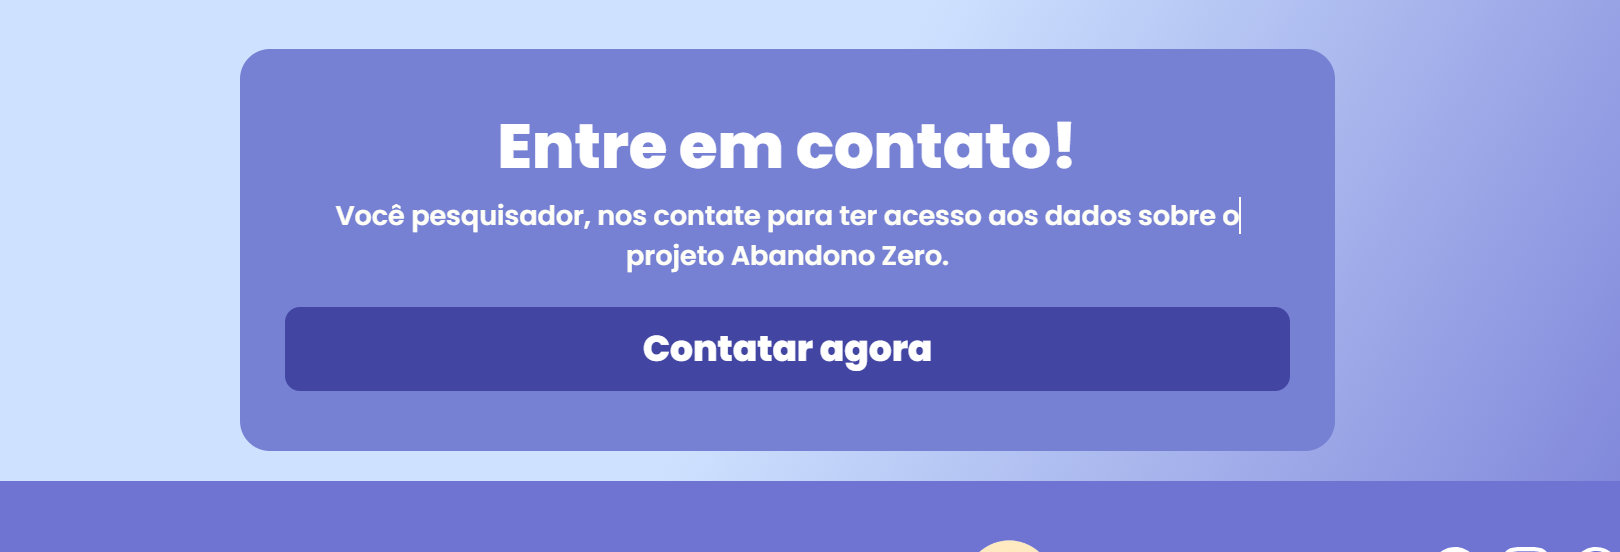 Entre em contato!
Você pesquisador, nos contate para ter acesso aos dados sobre o
projeto Abandono Zero.
Contatar agora